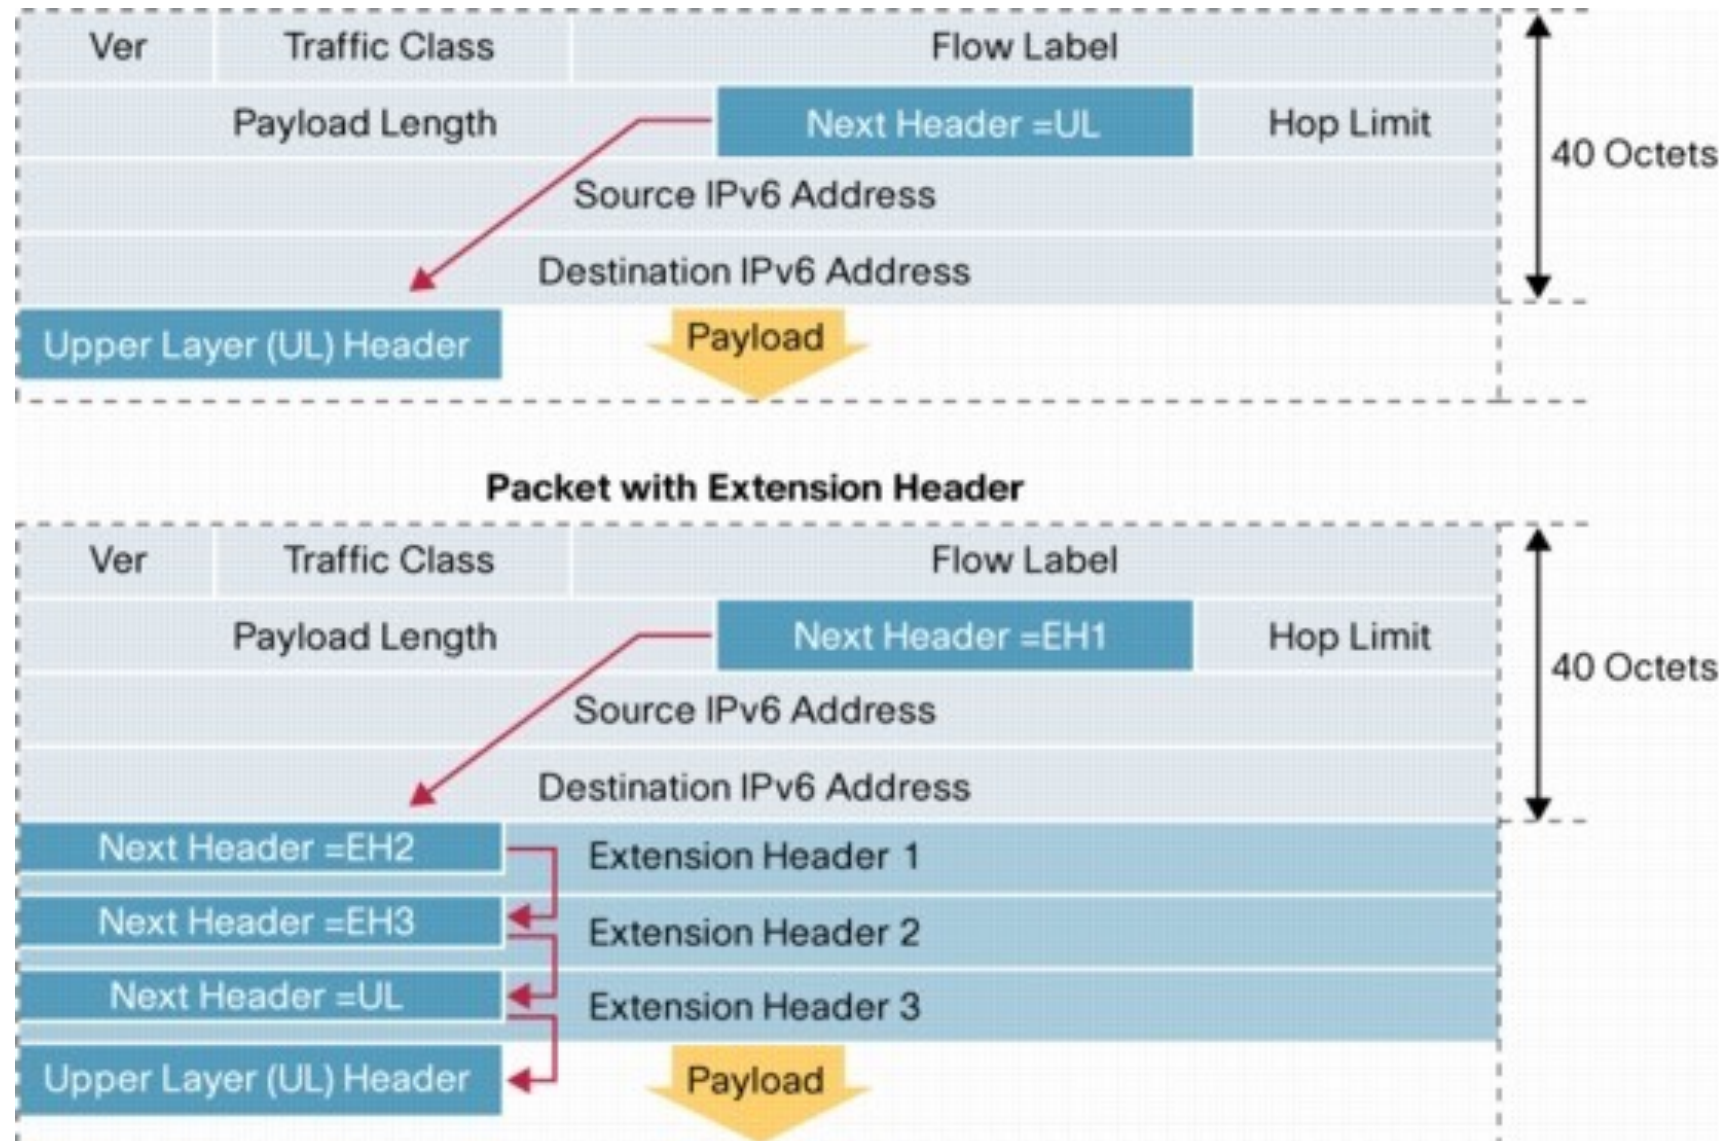 Ver Traffic Class Flow Label
Payload Length Next Header =UL Hop Limit
40 Octets
Source IPv6 Address
Destination IPv6 Address
Upper Layer (UL) Header Payload
Packet with Extension Header
Ver Traffic Class Flow Label
Payload Length Next Header =EH1 Hop Limit
40 Octets
Source IPv6 Address
Destination IPv6 Address
Next Header =EH2 Extension Header 1
Next Header =EH3 Extension Header 2
Next Header =UL Extension Header 3
Upper Layer (UL) Header Payload